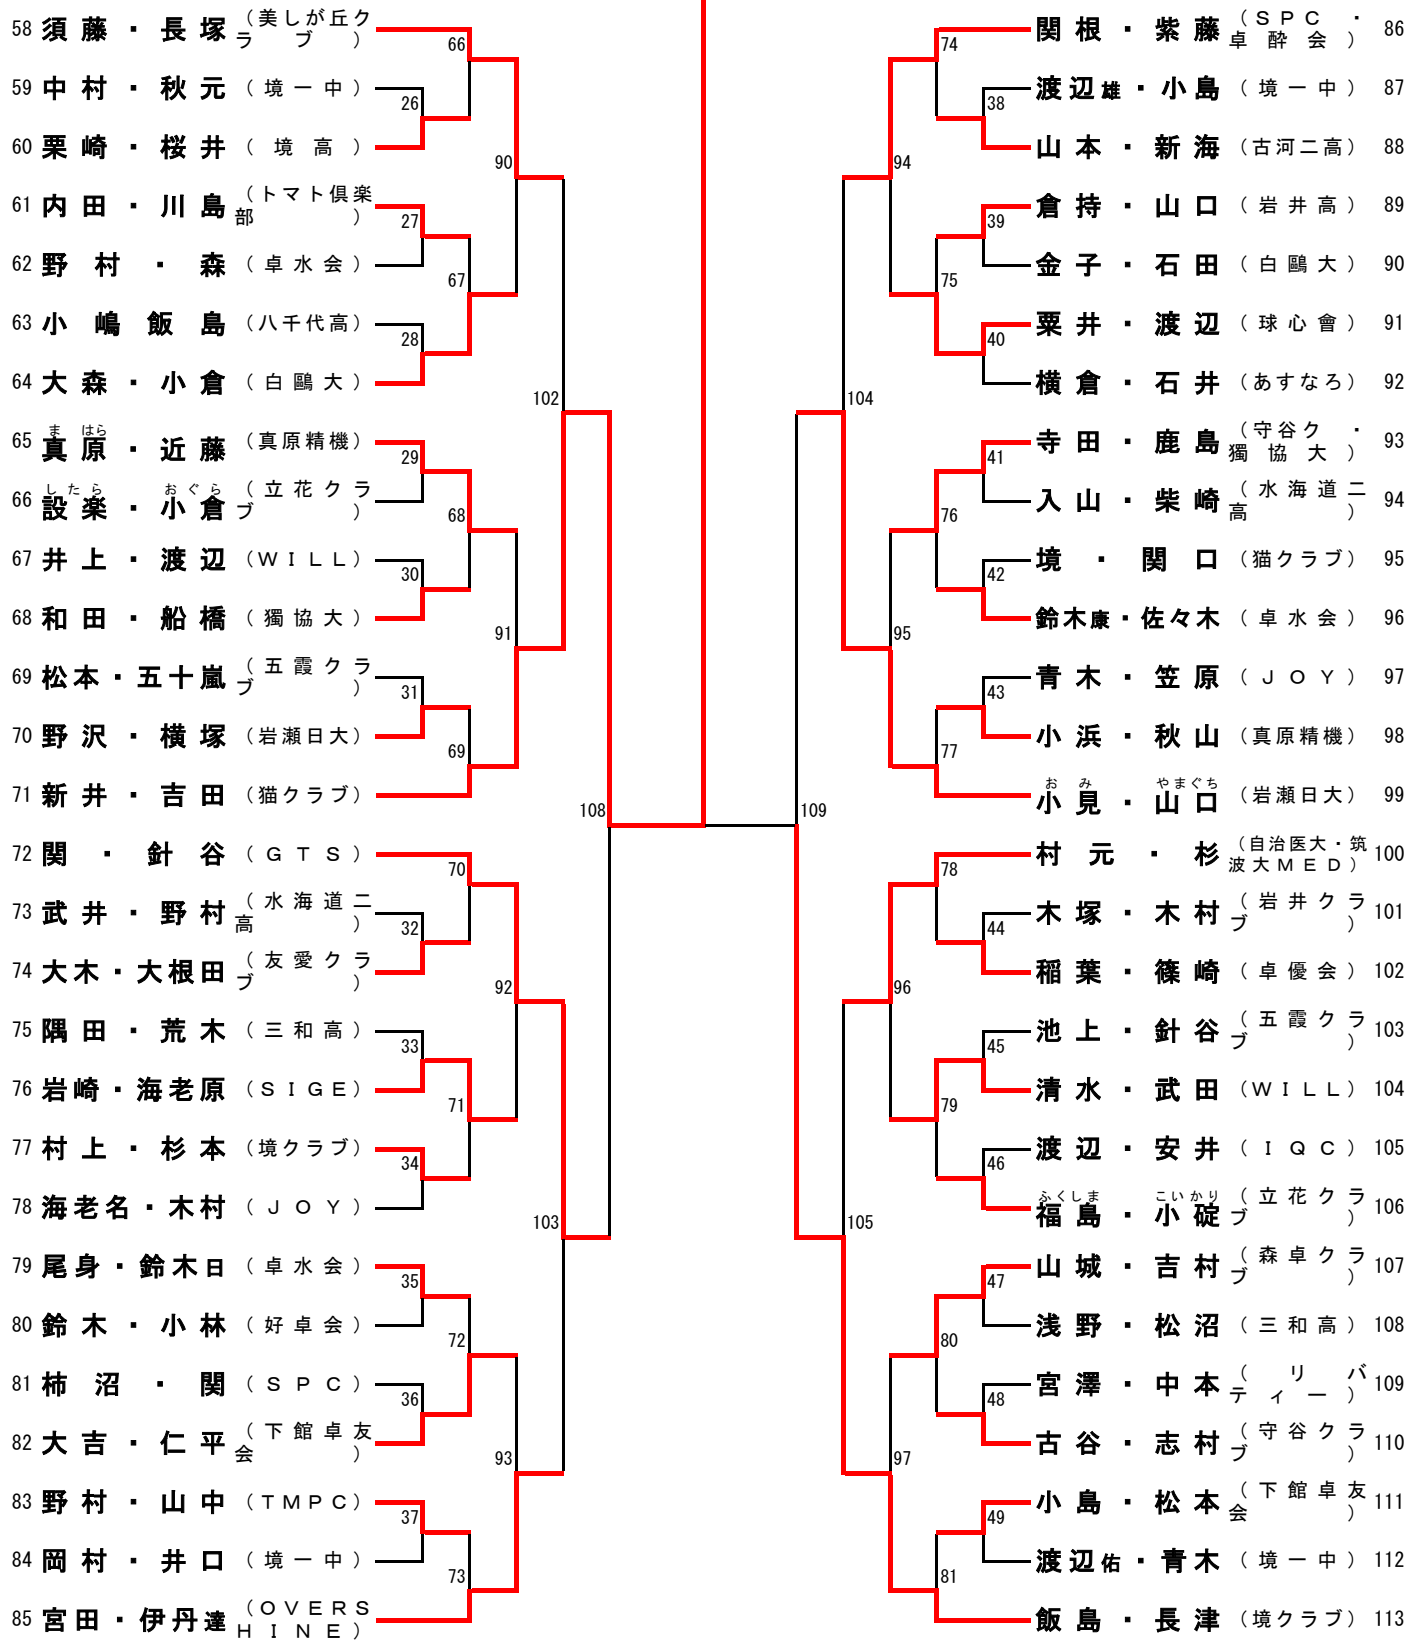 58 須藤・長塚 （美しが丘クラブ）
59 中村・秋元 （境一中）
60 栗崎・桜井 （境高）
61 内田・川島 （トマト倶楽部）
62 野村・森 （卓水会）
63 小嶋飯島 （八千代高）
64 大森・小倉 （白鷗大）
65 真原・近藤 （真原精機）
ま はら
66 設楽・小倉 （立花クラブ）
したら おぐら
67 井上・渡辺 （ＷＩＬＬ）
68 和田・船橋 （獨協大）
69 松本・五十嵐 （五霞クラブ）
70 野沢・横塚 （岩瀬日大）
71 新井・吉田 （猫クラブ）
72 関・針谷 （ＧＴＳ）
73 武井・野村 （水海道二高）
74 大木・大根田 （友愛クラブ）
75 隅田・荒木 （三和高）
76 岩崎・海老原 （ＳＩＧＥ）
77 村上・杉本 （境クラブ）
78 海老名・木村 （ＪＯＹ）
79 尾身・鈴木日 （卓水会）
80 鈴木・小林 （好卓会）
81 柿沼・関 （ＳＰＣ）
82 大吉・仁平 （下館卓友会）
83 野村・山中 （ＴＭＰＣ）
84 岡村・井口 （境一中）
85 宮田・伊丹達 （ＯＶＥＲＳＨＩＮＥ）
26
27
28
29
30
31
32
33
34
35
36
37
66
67
68
69
70
71
72
73
90
91
92
93
102
103
108
109
104
105
94
95
96
97
74
75
76
77
78
79
80
81
38
39
40
41
42
43
44
45
46
47
48
49
関根・紫藤 （ＳＰＣ・卓酔会） 86
渡辺雄・小島 （境一中） 87
山本・新海 （古河二高） 88
倉持・山口 （岩井高） 89
金子・石田 （白鷗大） 90
粟井・渡辺 （球心會） 91
横倉・石井 （あすなろ） 92
寺田・鹿島 （守谷ク・獨協大） 93
入山・柴崎 （水海道二高） 94
境・関口 （猫クラブ） 95
鈴木康・佐々木 （卓水会） 96
青木・笠原 （ＪＯＹ） 97
小浜・秋山 （真原精機） 98
小見・山口 （岩瀬日大） 99
おみ やまぐち
村元・杉 （自治医大・筑波大ＭＥＤ） 100
木塚・木村 （岩井クラブ） 101
稲葉・篠崎 （卓優会） 102
池上・針谷 （五霞クラブ） 103
清水・武田 （ＷＩＬＬ） 104
渡辺・安井 （ＩＱＣ） 105
福島・小碇 （立花クラブ） 106
ふくしま こいかり
山城・吉村 （森卓クラブ） 107
浅野・松沼 （三和高） 108
宮澤・中本 （リバティー） 109
古谷・志村 （守谷クラブ） 110
小島・松本 （下館卓友会） 111
渡辺佑・青木 （境一中） 112
飯島・長津 （境クラブ） 113